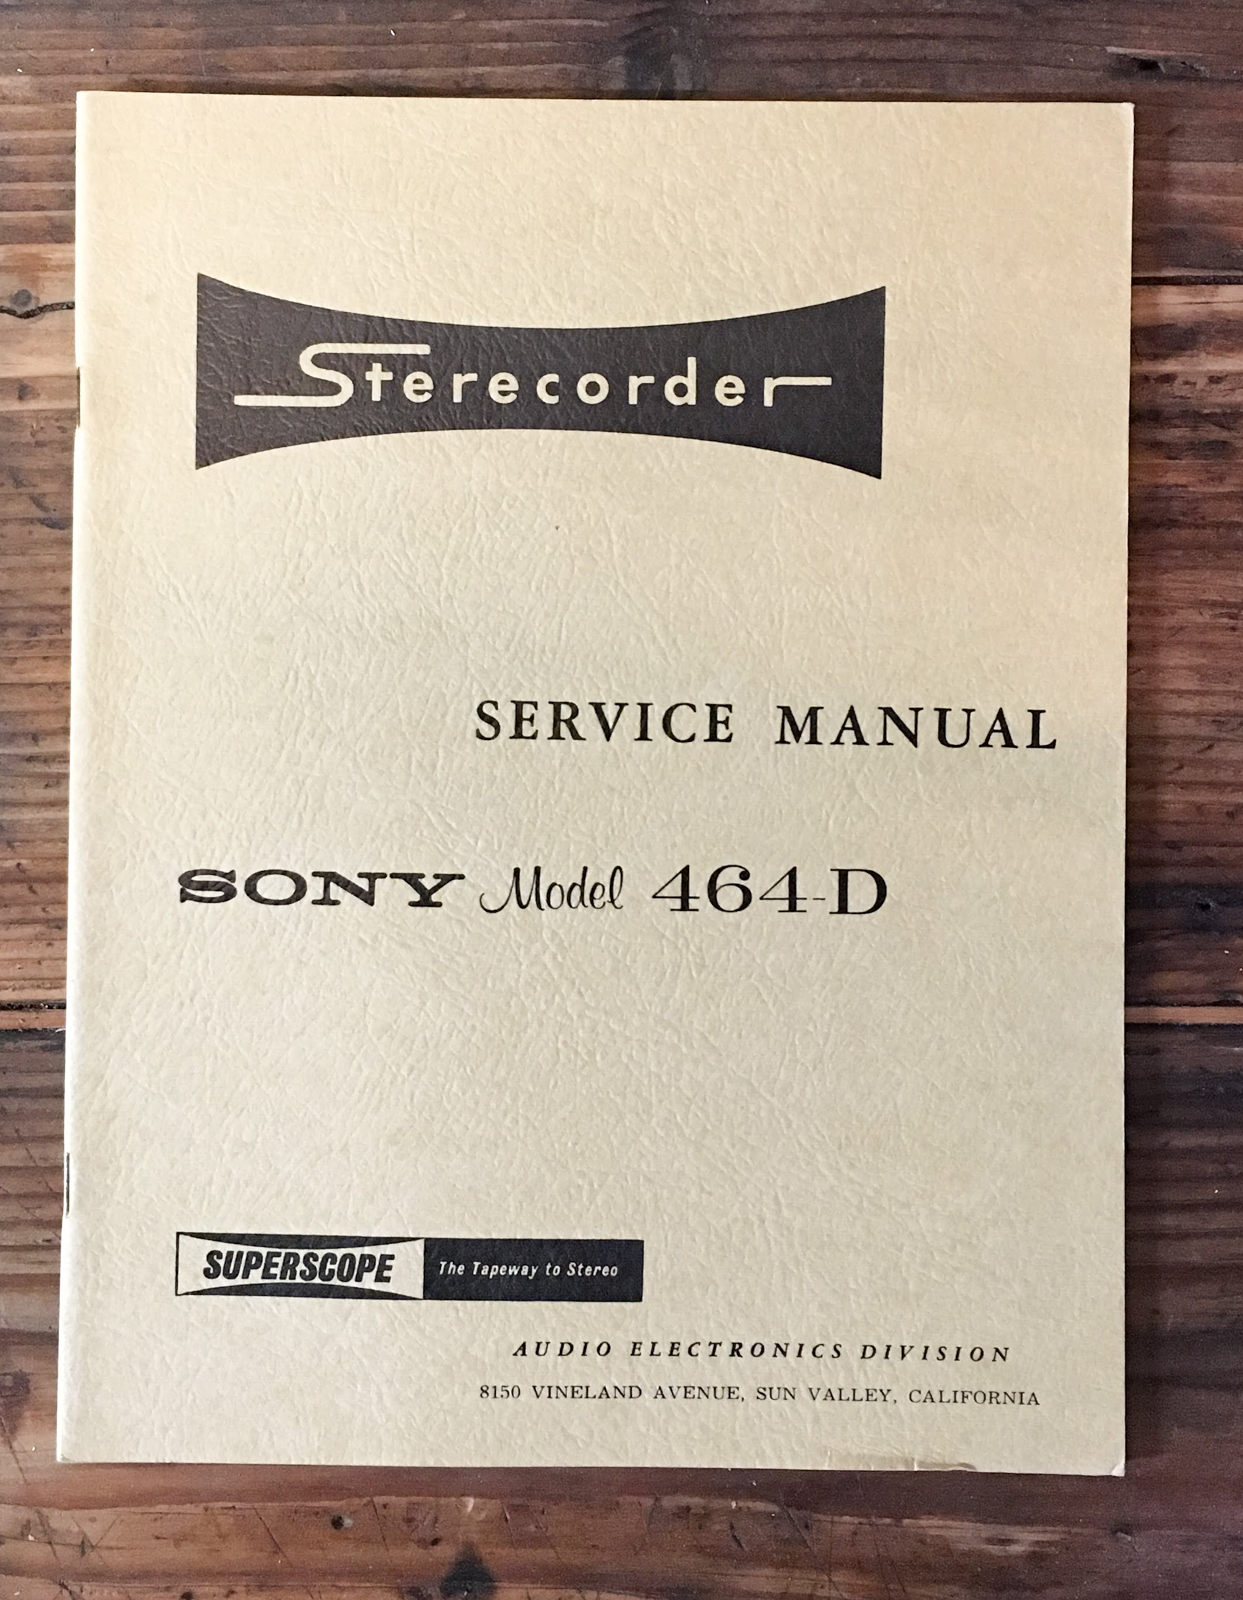 Sterecorder
SERVICE MANUAL
SONY Model 464-D
SUPERSCOPE The Tapeway to Stereo
AUDIO ELECTRONICS DIVISION
8150 VINELAND AVENUE, SUN VALLEY, CALIFORNIA